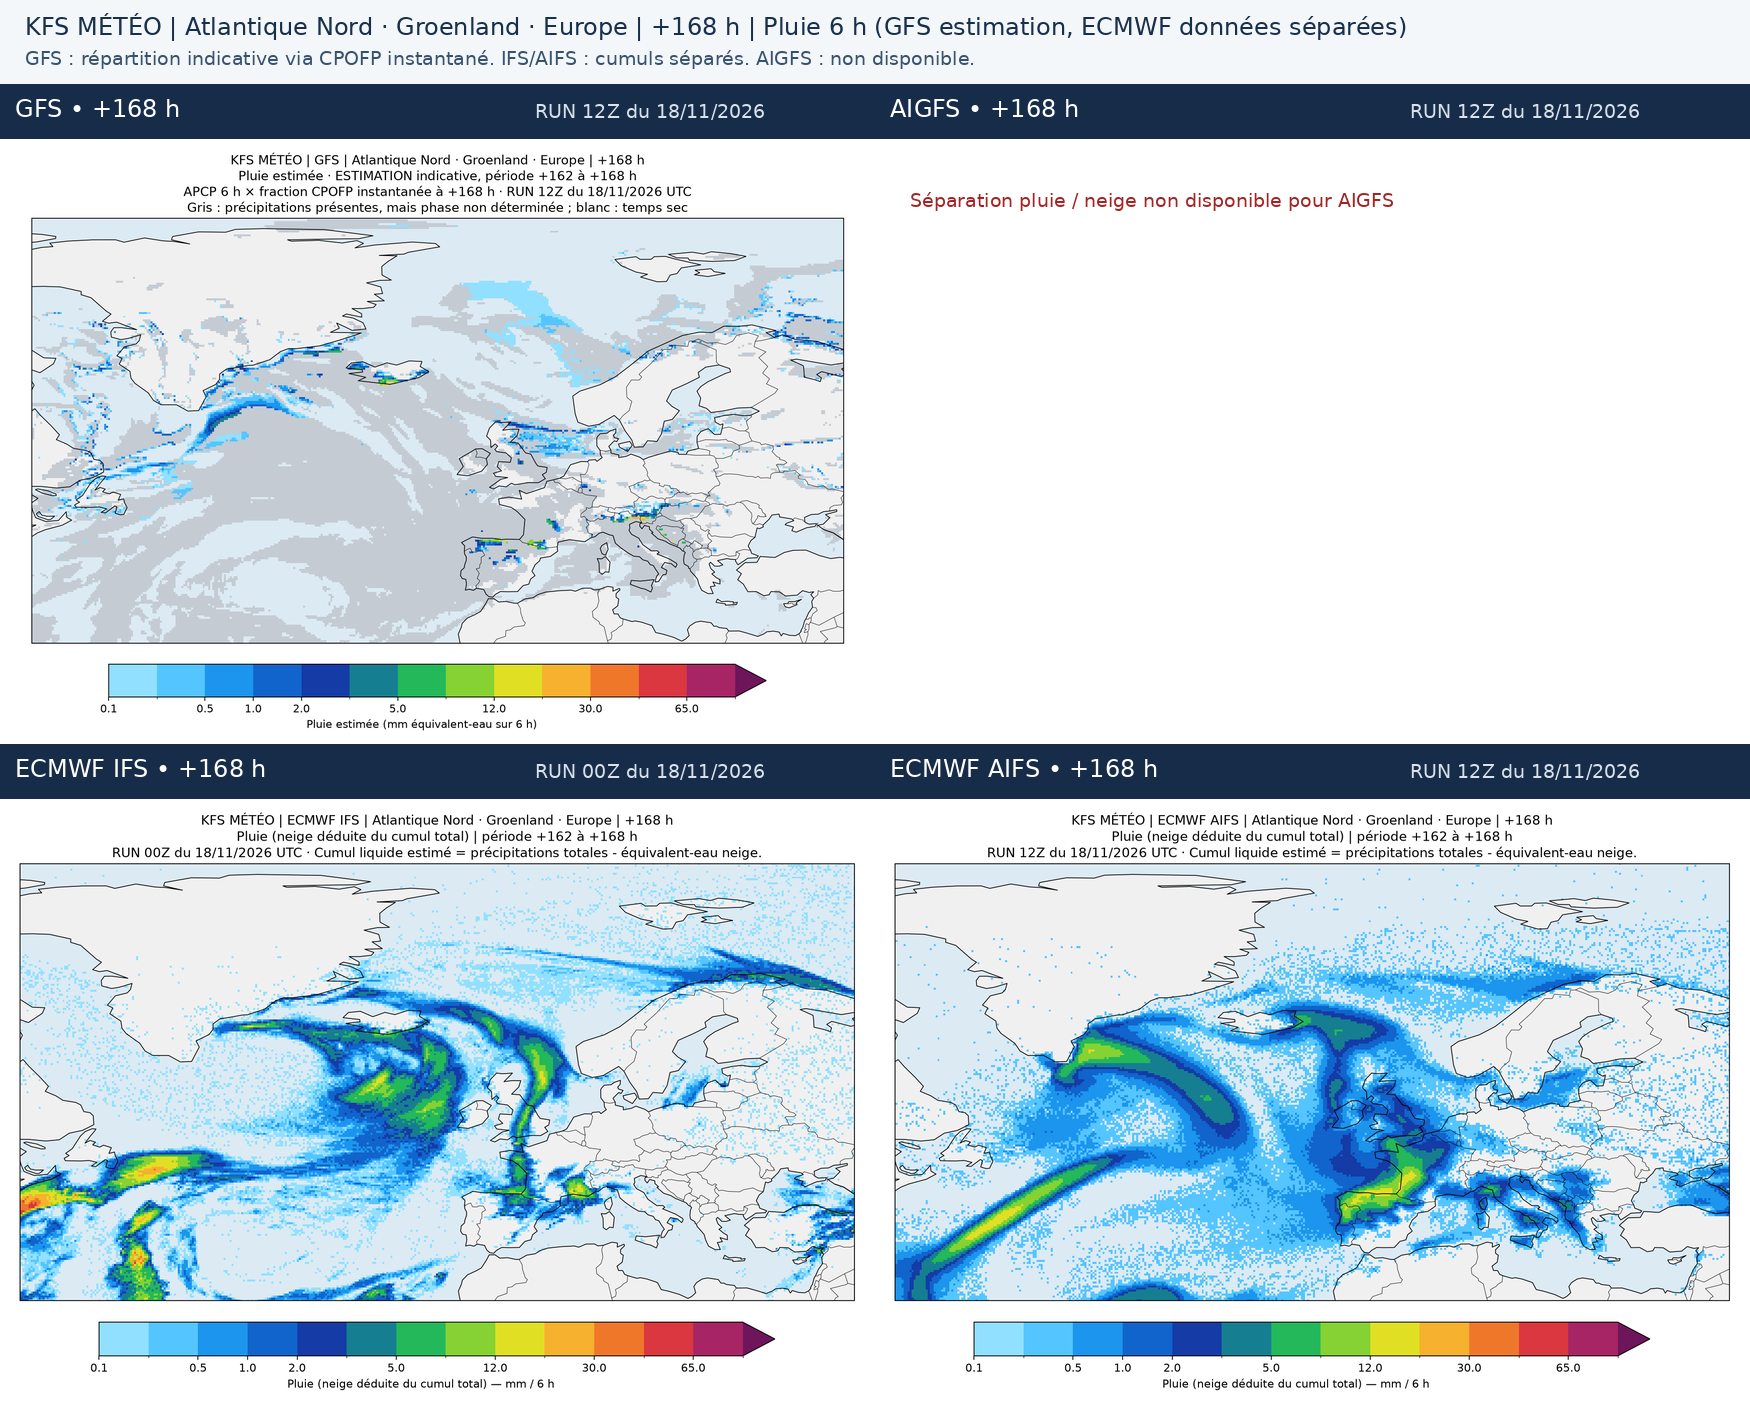 KFS MÉTÉO | Atlantique Nord · Groenland · Europe | +168 h | Pluie 6 h (GFS estimation, ECMWF données séparées)
GFS : répartition indicative via CPOFP instantané. IFS/AIFS : cumuls séparés. AIGFS : non disponible.
GFS • +168 h
RUN 12Z du 18/11/2026
AIGFS • +168 h
RUN 12Z du 18/11/2026
KFS MÉTÉO | GFS | Atlantique Nord · Groenland · Europe | +168 h
Pluie estimée · ESTIMATION indicative, période +162 à +168 h
APCP 6 h × fraction CPOFP instantanée à +168 h · RUN 12Z du 18/11/2026 UTC
Gris : précipitations présentes, mais phase non déterminée ; blanc : temps sec
0.1 0.5 1.0 2.0 5.0 12.0 30.0 65.0
Pluie estimée (mm équivalent-eau sur 6 h)
Séparation pluie / neige non disponible pour AIGFS
ECMWF IFS • +168 h
RUN 00Z du 18/11/2026
ECMWF AIFS • +168 h
RUN 12Z du 18/11/2026
KFS MÉTÉO | ECMWF IFS | Atlantique Nord · Groenland · Europe | +168 h
Pluie (neige déduite du cumul total) | période +162 à +168 h
RUN 00Z du 18/11/2026 UTC · Cumul liquide estimé = précipitations totales - équivalent-eau neige.
0.1 0.5 1.0 2.0 5.0 12.0 30.0 65.0
Pluie (neige déduite du cumul total) — mm / 6 h
KFS MÉTÉO | ECMWF AIFS | Atlantique Nord · Groenland · Europe | +168 h
Pluie (neige déduite du cumul total) | période +162 à +168 h
RUN 12Z du 18/11/2026 UTC · Cumul liquide estimé = précipitations totales - équivalent-eau neige.
0.1 0.5 1.0 2.0 5.0 12.0 30.0 65.0
Pluie (neige déduite du cumul total) — mm / 6 h